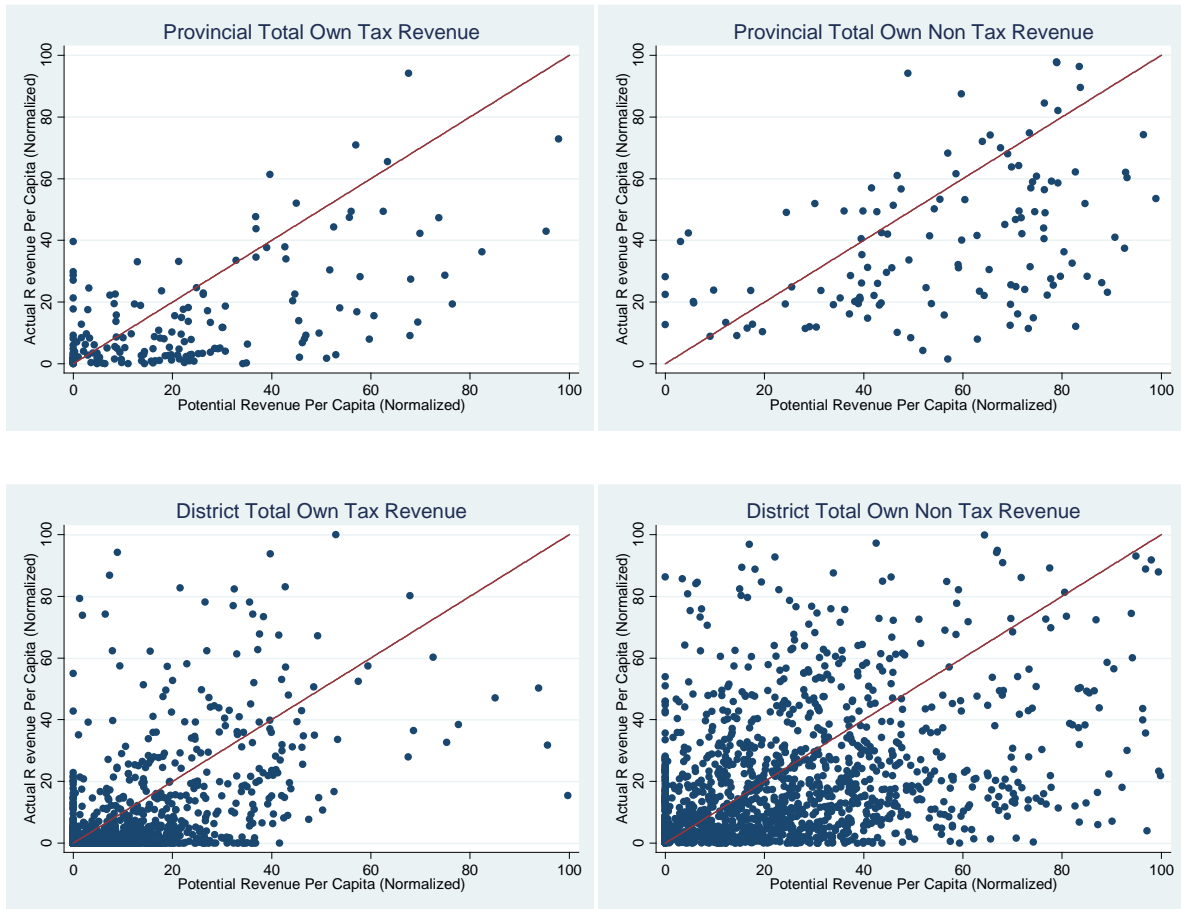 Provincial Total Own Tax Revenue
Actual R evenue Per Capita (Normalized)
100
80
60
40
20
0
0 20 40 60 80 100
Potential Revenue Per Capita (Normalized)
Provincial Total Own Non Tax Revenue
Actual R evenue Per Capita (Normalized)
100
80
60
40
20
0
0 20 40 60 80 100
Potential Revenue Per Capita (Normalized)
District Total Own Tax Revenue
Actual R evenue Per Capita (Normalized)
100
80
60
40
20
0
0 20 40 60 80 100
Potential Revenue Per Capita (Normalized)
District Total Own Non Tax Revenue
Actual R evenue Per Capita (Normalized)
100
80
60
40
20
0
0 20 40 60 80 100
Potential Revenue Per Capita (Normalized)